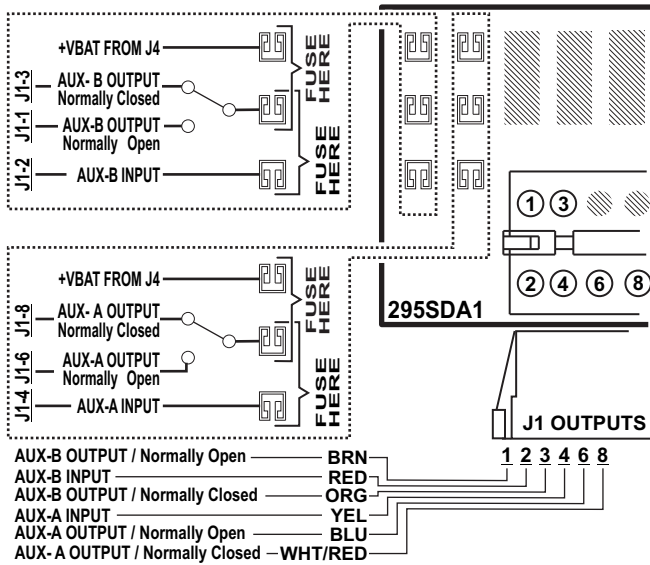 +VBAT FROM J4
J1-3
AUX- B OUTPUT
Normally Closed
J1-1
AUX-B OUTPUT
Normally Open
J1-2
AUX-B INPUT
FUSE
HERE
FUSE
HERE
+VBAT FROM J4
J1-8
AUX- A OUTPUT
Normally Closed
J1-6
AUX-A OUTPUT
Normally Open
J1-4
AUX-A INPUT
FUSE
HERE
FUSE
HERE
1 3
2 4 6 8
295SDA1
J1 OUTPUTS
1 2 3 4 6 8
AUX-B OUTPUT / Normally Open BRN
AUX-B INPUT RED
AUX-B OUTPUT / Normally Closed ORG
AUX-A INPUT YEL
AUX-A OUTPUT / Normally Open BLU
AUX- A OUTPUT / Normally Closed WHT/RED